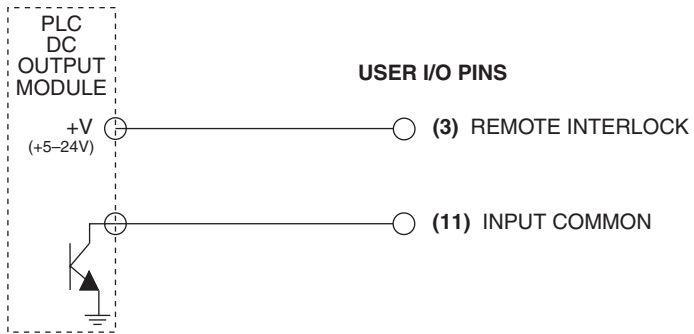 PLC
DC
OUTPUT
MODULE
USER I/O PINS
+V
(+5–24V)
(3) REMOTE INTERLOCK
(11) INPUT COMMON